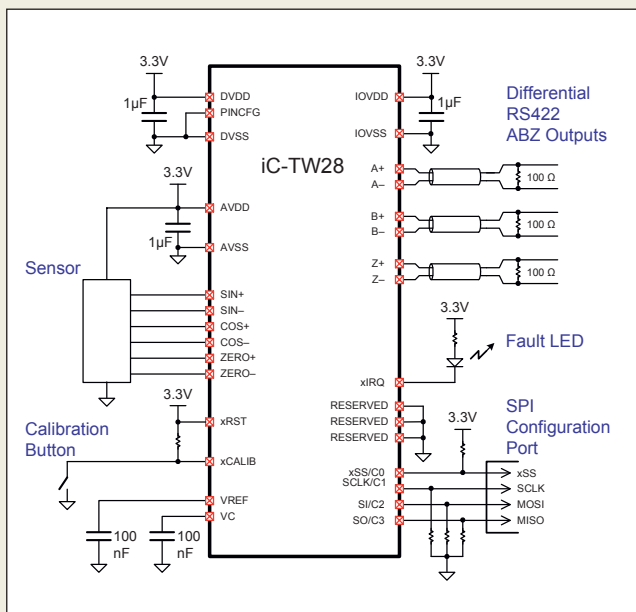 3.3V
1µF
DVDD
PINCFG
DVSS
3.3V
AVDD
1µF
AVSS
Sensor
SIN+
SIN–
COS+
COS–
ZERO+
ZERO–
3.3V
xRST
Calibration
Button
xCALIB
VREF
VC
100
nF
100
nF
iC-TW28
3.3V
IOVDD
1µF
IOVSS
Differential
RS422
ABZ Outputs
A+
A–
100 Ω
B+
B–
100 Ω
Z+
Z–
100 Ω
3.3V
Fault LED
xIRQ
RESERVED
RESERVED
RESERVED
3.3V
SPI
Configuration
Port
xSS/C0
SCLK/C1
SI/C2
SO/C3
xSS
SCLK
MOSI
MISO